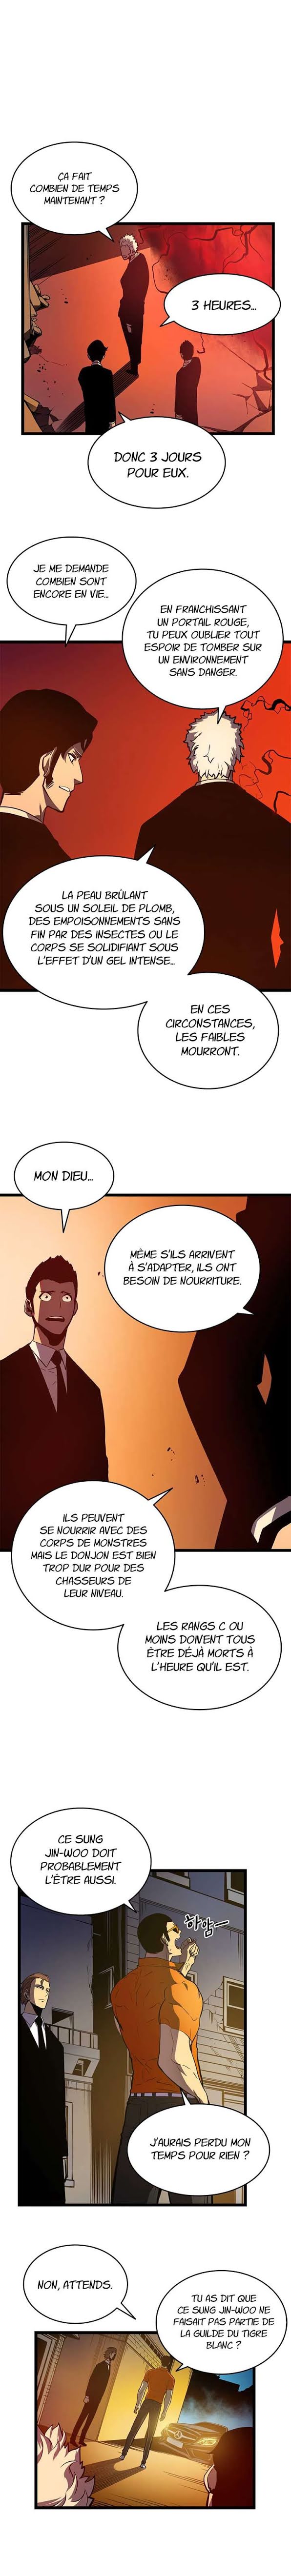 ÇA FAIT
COMBIEN DE TEMPS
MAINTENANT ?
3 HEURES...
DONC 3 JOURS
POUR EUX.
JE ME DEMANDE
COMBIEN SONT
ENCORE EN VIE...
EN FRANCHISSANT
UN PORTAIL ROUGE,
TU PEUX OUBLIER TOUT
ESPOIR DE TOMBER SUR
UN ENVIRONNEMENT
SANS DANGER.
LA PEAU BRÛLANT
SOUS UN SOLEIL DE PLOMB,
DES EMPOISONNEMENTS SANS
FIN PAR DES INSECTES OU LE
CORPS SE SOLIDIFIANT SOUS
L'EFFET D'UN GEL INTENSE...
EN CES
CIRCONSTANCES,
LES FAIBLES
MOURRONT.
MON DIEU...
MÊME S'ILS ARRIVENT
À S'ADAPTER, ILS ONT
BESOIN DE NOURRITURE.
ILS PEUVENT
SE NOURRIR AVEC DES
CORPS DE MONSTRES
MAIS LE DONJON EST BIEN
TROP DUR POUR DES
CHASSEURS DE
LEUR NIVEAU.
LES RANGS C OU
MOINS DOIVENT TOUS
ÊTRE DÉJÀ MORTS À
L'HEURE QU'IL EST.
CE SUNG
JIN-WOO DOIT
PROBABLEMENT
L'ÊTRE AUSSI.
하암~
J'AURAIS PERDU MON
TEMPS POUR RIEN ?
NON, ATTENDS.
TU AS DIT QUE
CE SUNG JIN-WOO NE
FAISAIT PAS PARTIE DE
LA GUILDE DU TIGRE
BLANC ?